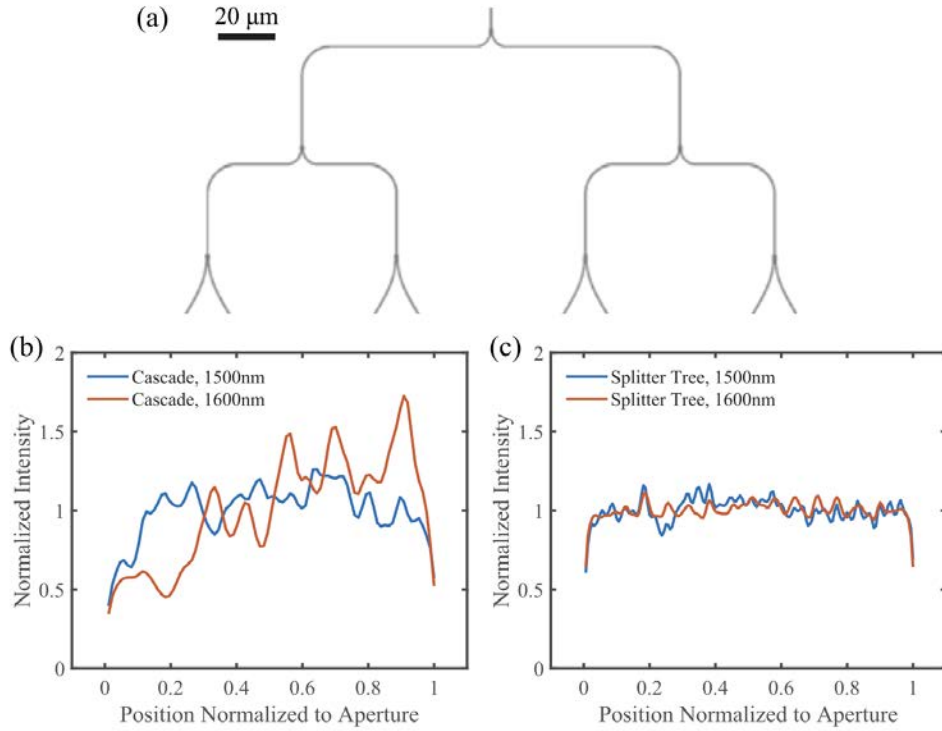 (a) 20 μm
(b)
2
1.5
1
0.5
0
Normalized Intensity
Cascade, 1500nm
Cascade, 1600nm
0 0.2 0.4 0.6 0.8 1
Position Normalized to Aperture
(c)
2
1.5
1
0.5
0
Normalized Intensity
Splitter Tree, 1500nm
Splitter Tree, 1600nm
0 0.2 0.4 0.6 0.8 1
Position Normalized to Aperture